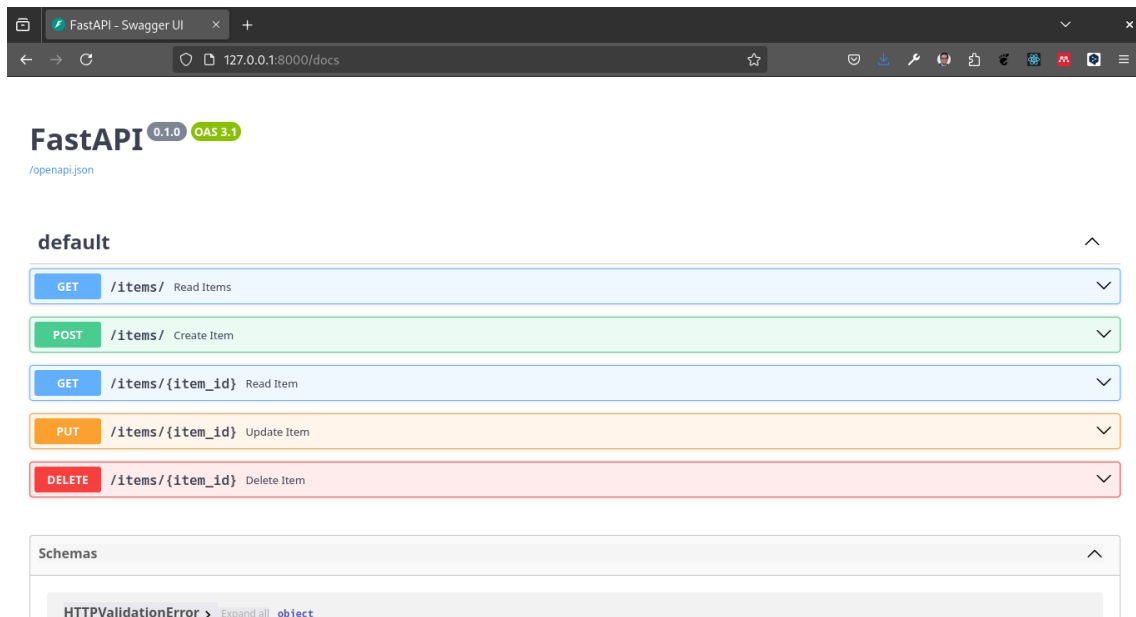 FastAPI - Swagger UI
127.0.0.1:8000/docs
FastAPI 0.1.0 OAS 3.1
/openapi.json
default
GET /items/ Read Items
POST /items/ Create Item
GET /items/{item_id} Read Item
PUT /items/{item_id} Update Item
DELETE /items/{item_id} Delete Item
Schemas
HTTPValidationError Expand all object